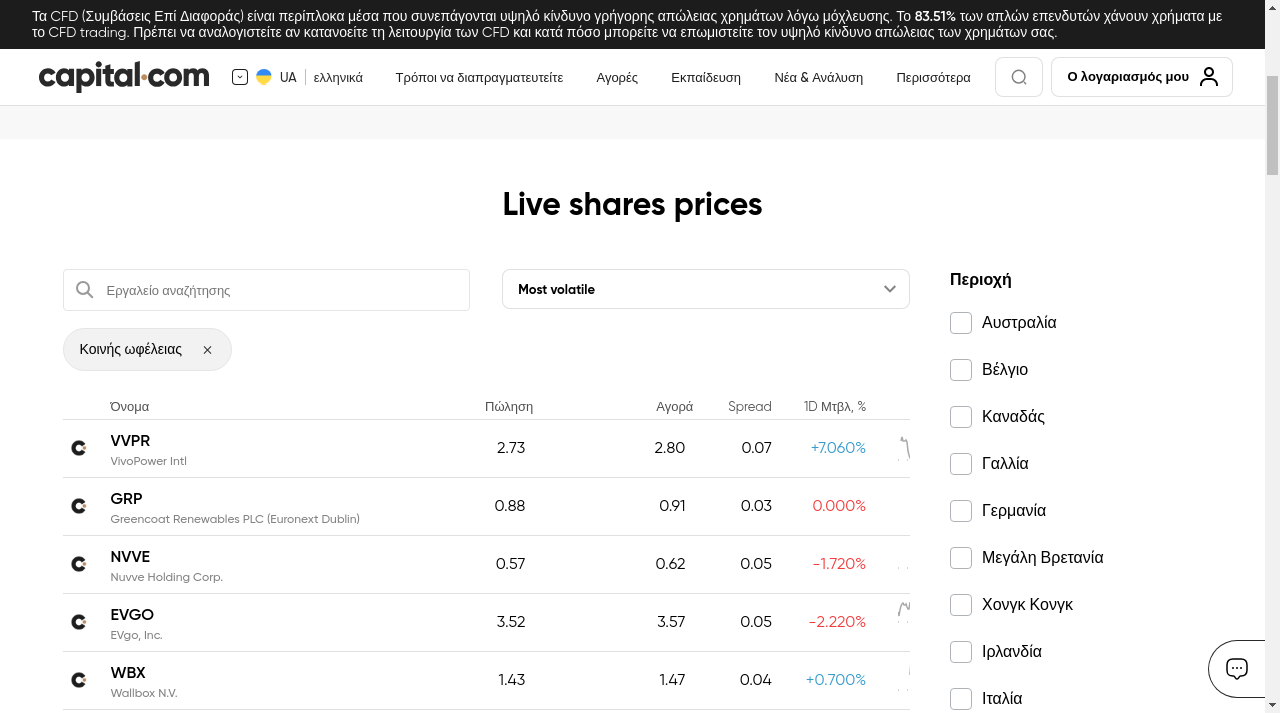 Τα CFD (Συμβάσεις Επί Διαφοράς) είναι περίπλοκα μέσα που συνεπάγονται υψηλό κίνδυνο γρήγορης απώλειας χρημάτων λόγω μόχλευσης. Το 83.51% των απλών επενδυτών χάνουν χρήματα με
το CFD trading. Πρέπει να αναλογιστείτε αν κατανοείτε τη λειτουργία των CFD και κατά πόσο μπορείτε να επωμιστείτε τον υψηλό κίνδυνο απώλειας των χρημάτων σας.
capital.com UA ελληνικά Τρόποι να διαπραγματευτείτε Αγορές Εκπαίδευση Νέα & Ανάλυση Περισσότερα Ο λογαριασμός μου
Live shares prices
Εργαλείο αναζήτησης
Most volatile
Κοινής ωφέλειας
Όνομα Πώληση Αγορά Spread 1D Μτβλ, %
VVPR 2.73 2.80 0.07 +7.060%
VivoPower Intl
GRP 0.88 0.91 0.03 0.000%
Greencoat Renewables PLC (Euronext Dublin)
NVVE 0.57 0.62 0.05 -1.720%
Nuvve Holding Corp.
EVGO 3.52 3.57 0.05 -2.220%
EVgo, Inc.
WBX 1.43 1.47 0.04 +0.700%
Wallbox N.V.
Περιοχή
Αυστραλία
Βέλγιο
Καναδάς
Γαλλία
Γερμανία
Μεγάλη Βρετανία
Χονγκ Κονγκ
Ιρλανδία
Ιταλία